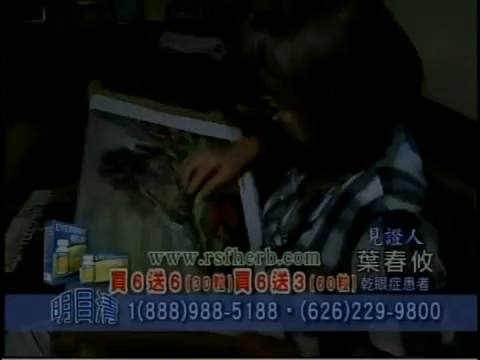 見證人
葉春攸
乾眼症患者
www.rsfherb.com
買6送6(30粒)買6送3(60粒)
明目清 1(888)988-5188・(626)229-9800